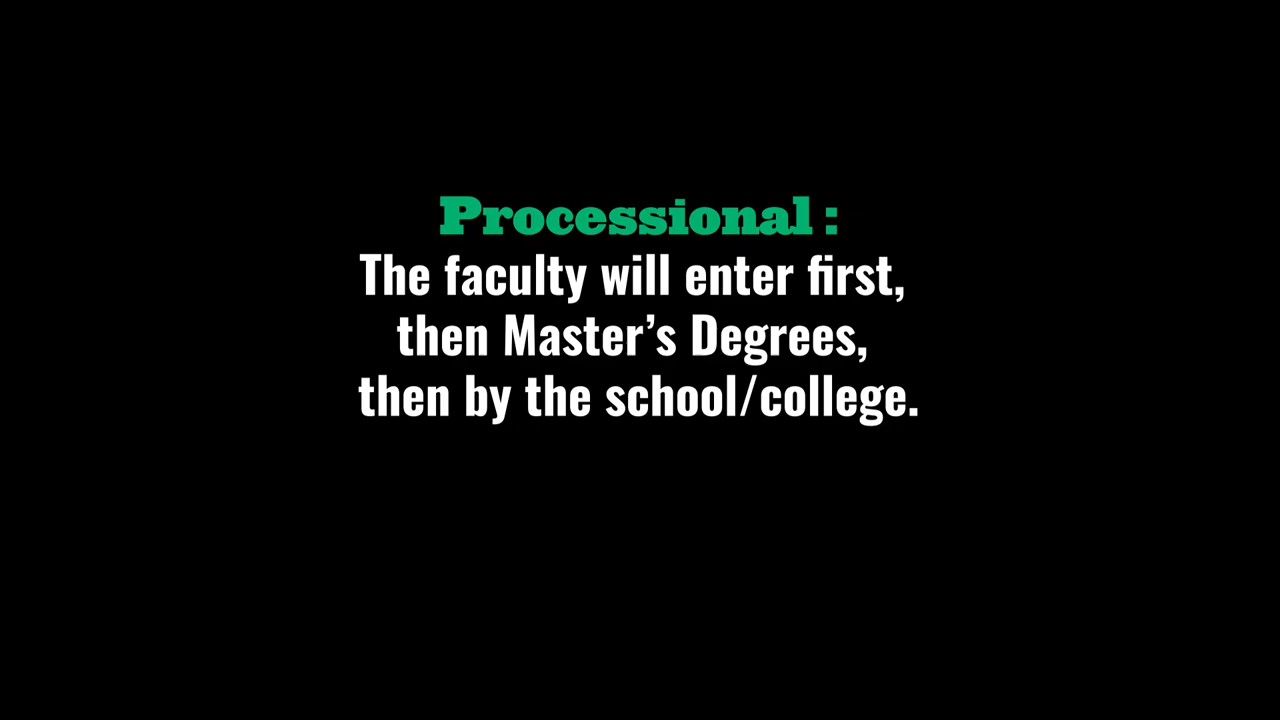 Processional :
The faculty will enter first,
then Master’s Degrees,
then by the school/college.